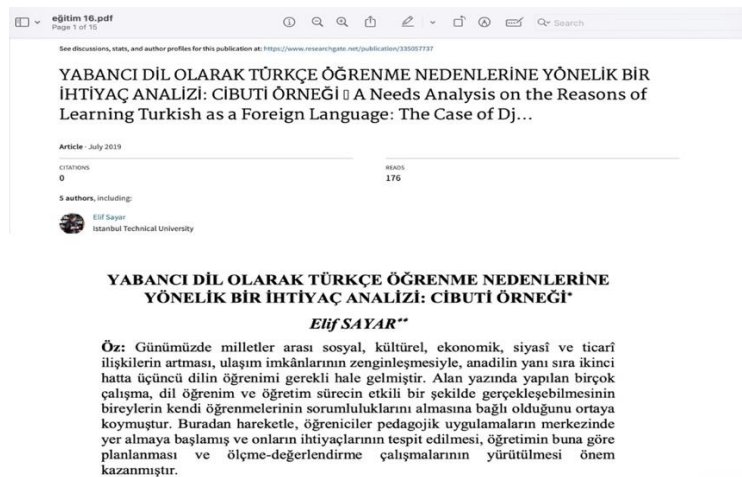 eğitim 16.pdf
Page 1 of 15
Search
See discussions, stats, and author profiles for this publication at: https://www.researchgate.net/publication/335057737
YABANCI DİL OLARAK TÜRKÇE ÖĞRENME NEDENLERİNE YÖNELİK BİR
İHTİYAÇ ANALİZİ: CİBUTİ ÖRNEĞİ ▯ A Needs Analysis on the Reasons of
Learning Turkish as a Foreign Language: The Case of Dj...
Article · July 2019
CITATIONS
0
READS
176
5 authors, including:
Elif Sayar
Istanbul Technical University
YABANCI DİL OLARAK TÜRKÇE ÖĞRENME NEDENLERİNE
YÖNELİK BİR İHTİYAÇ ANALİZİ: CİBUTİ ÖRNEĞİ*
Elif SAYAR**
Öz: Günümüzde milletler arası sosyal, kültürel, ekonomik, siyasî ve ticarî
ilişkilerin artması, ulaşım imkânlarının zenginleşmesiyle, anadilin yanı sıra ikinci
hatta üçüncü dilin öğrenimi gerekli hale gelmiştir. Alan yazında yapılan birçok
çalışma, dil öğrenim ve öğretim sürecin etkili bir şekilde gerçekleşebilmesinin
bireylerin kendi öğrenmelerinin sorumluluklarını almasına bağlı olduğunu ortaya
koymuştur. Buradan hareketle, öğreniciler pedagojik uygulamaların merkezinde
yer almaya başlamış ve onların ihtiyaçlarının tespit edilmesi, öğretimin buna göre
planlanması ve ölçme-değerlendirme çalışmalarının yürütülmesi önem
kazanmıştır.